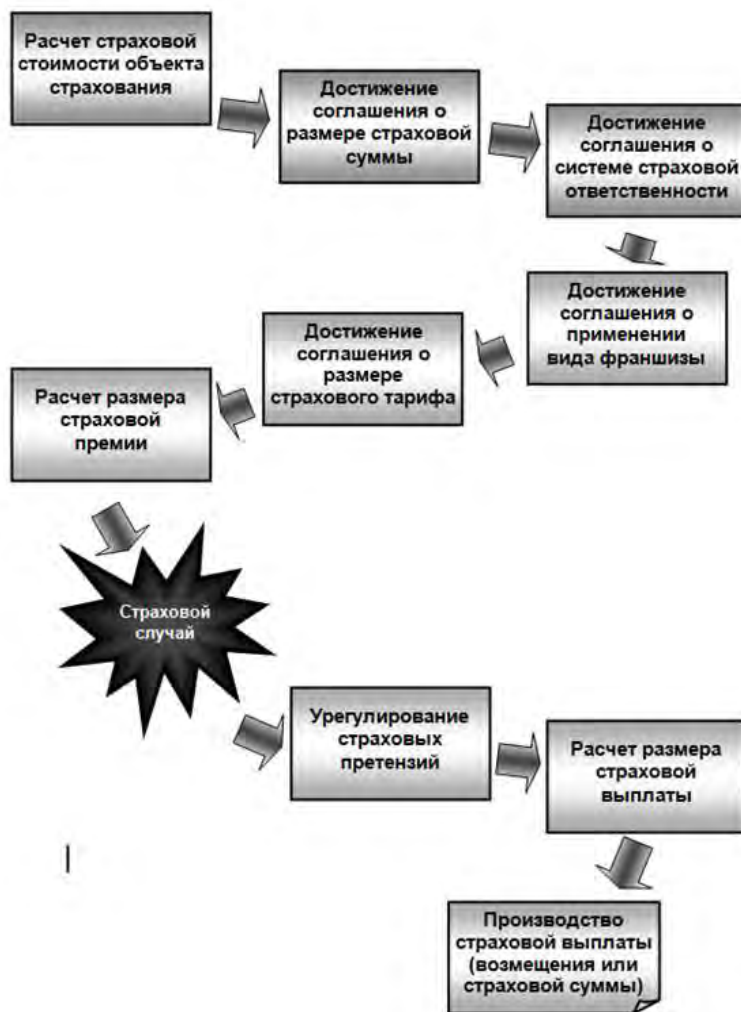 Расчет страховой
стоимости объекта
страхования
Достижение
соглашения о
размере страховой
суммы
Достижение
соглашения о
системе страховой
ответственности
Достижение
соглашения о
применении
вида франшизы
Достижение
соглашения о
размере
страхового тарифа
Расчет размера
страховой
премии
Страховой
случай
Урегулирование
страховых
претензий
Расчет размера
страховой
выплаты
Производство
страховой выплаты
(возмещения или
страховой суммы)